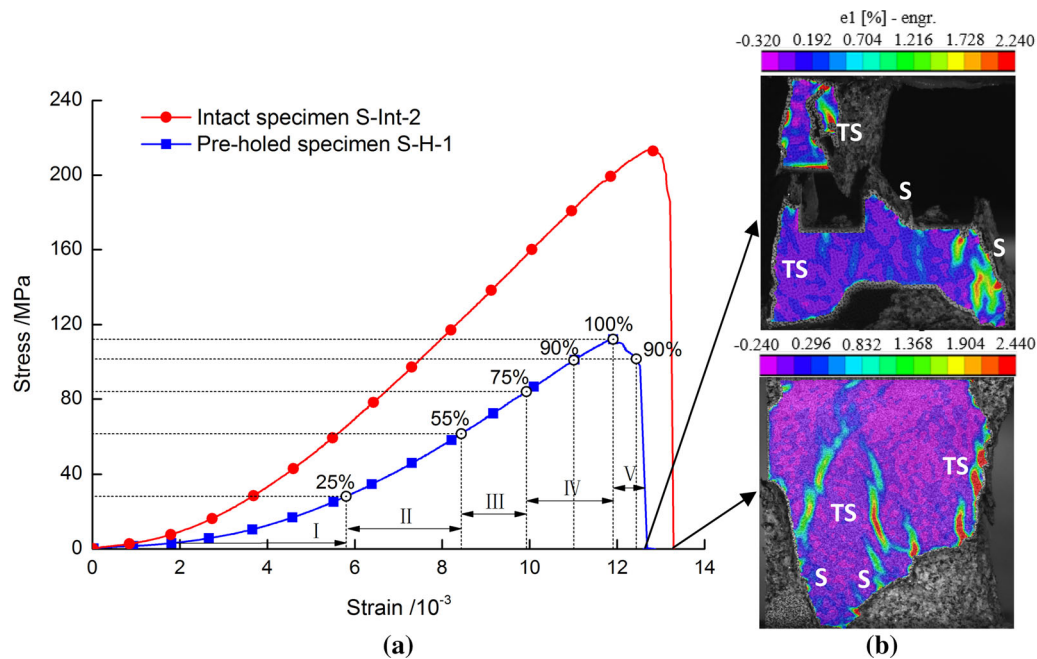 e1 [%] - engr.
-0.320 0.192 0.704 1.216 1.728 2.240
240
200
160
120
80
40
0
Stress /MPa
Intact specimen S-Int-2
Pre-holed specimen S-H-1
100%
90%
90%
75%
55%
25%
I
II
III
IV
V
0 2 4 6 8 10 12 14
Strain /10⁻³
(a)
TS
S
TS
S
-0.240 0.296 0.832 1.368 1.904 2.440
TS
TS
S
S
(b)